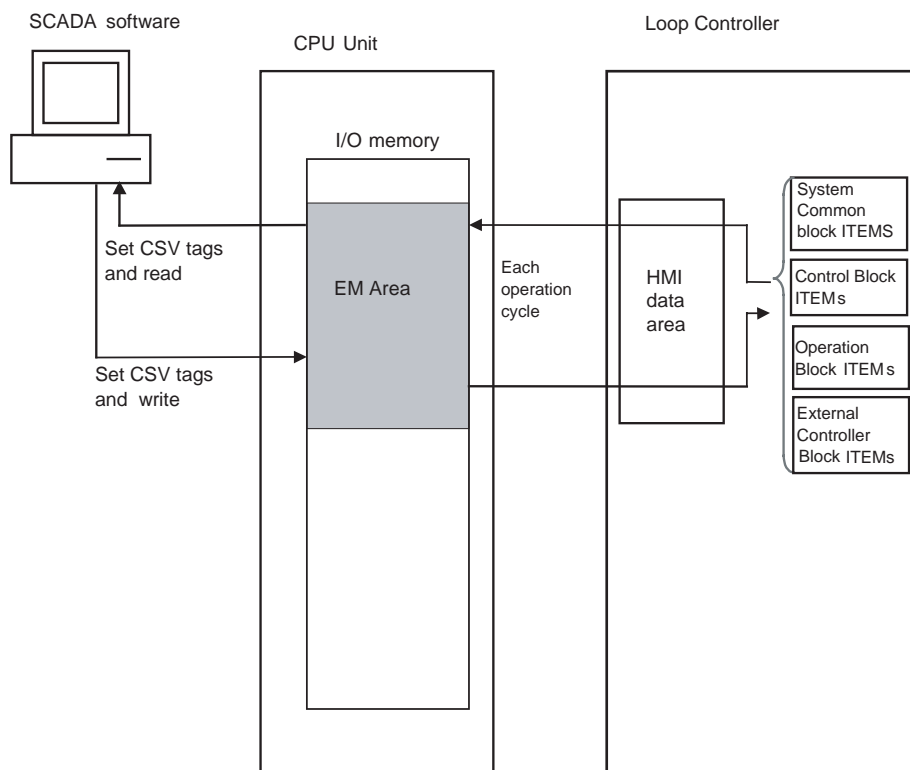 SCADA software
CPU Unit
Loop Controller
I/O memory
Set CSV tags
and read
EM Area
Each
operation
cycle
HMI
data
area
System
Common
block ITEMS
Control Block
ITEMs
Operation
Block ITEMs
External
Controller
Block ITEMs
Set CSV tags
and write